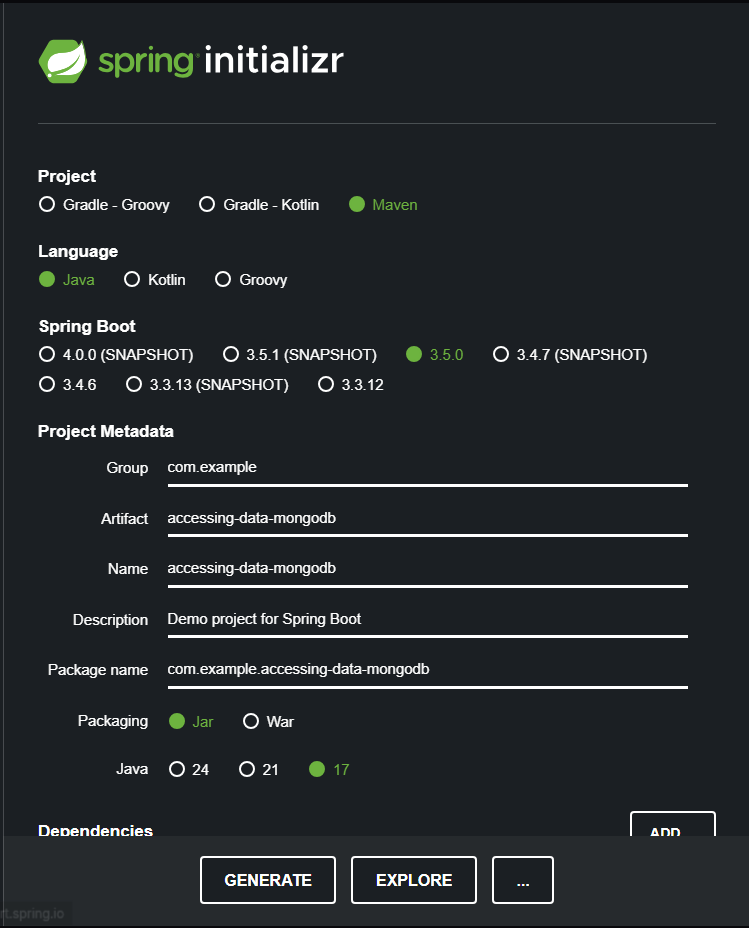 spring initializr
Project
Gradle - Groovy Gradle - Kotlin Maven
Language
Java Kotlin Groovy
Spring Boot
4.0.0 (SNAPSHOT) 3.5.1 (SNAPSHOT) 3.5.0 3.4.7 (SNAPSHOT)
3.4.6 3.3.13 (SNAPSHOT) 3.3.12
Project Metadata
Group com.example
Artifact accessing-data-mongodb
Name accessing-data-mongodb
Description Demo project for Spring Boot
Package name com.example.accessing-data-mongodb
Packaging Jar War
Java 24 21 17
Dependencies ADD
GENERATE EXPLORE ...
rt.spring.io